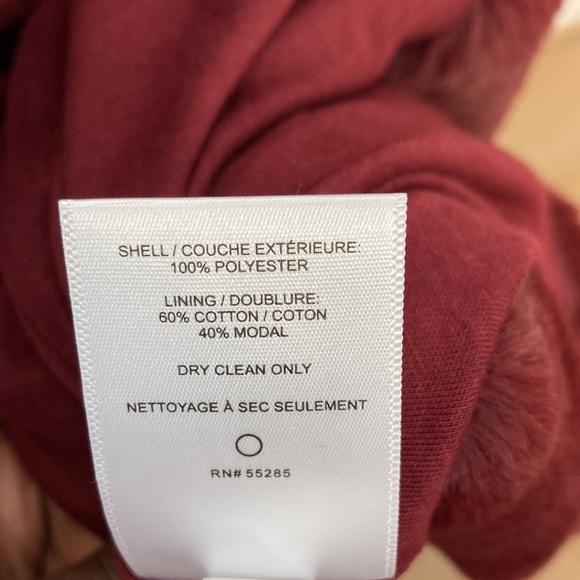 SHELL / COUCHE EXTÉRIEURE:
100% POLYESTER
LINING / DOUBLURE:
60% COTTON / COTON
40% MODAL
DRY CLEAN ONLY
NETTOYAGE À SEC SEULEMENT
RN# 55285